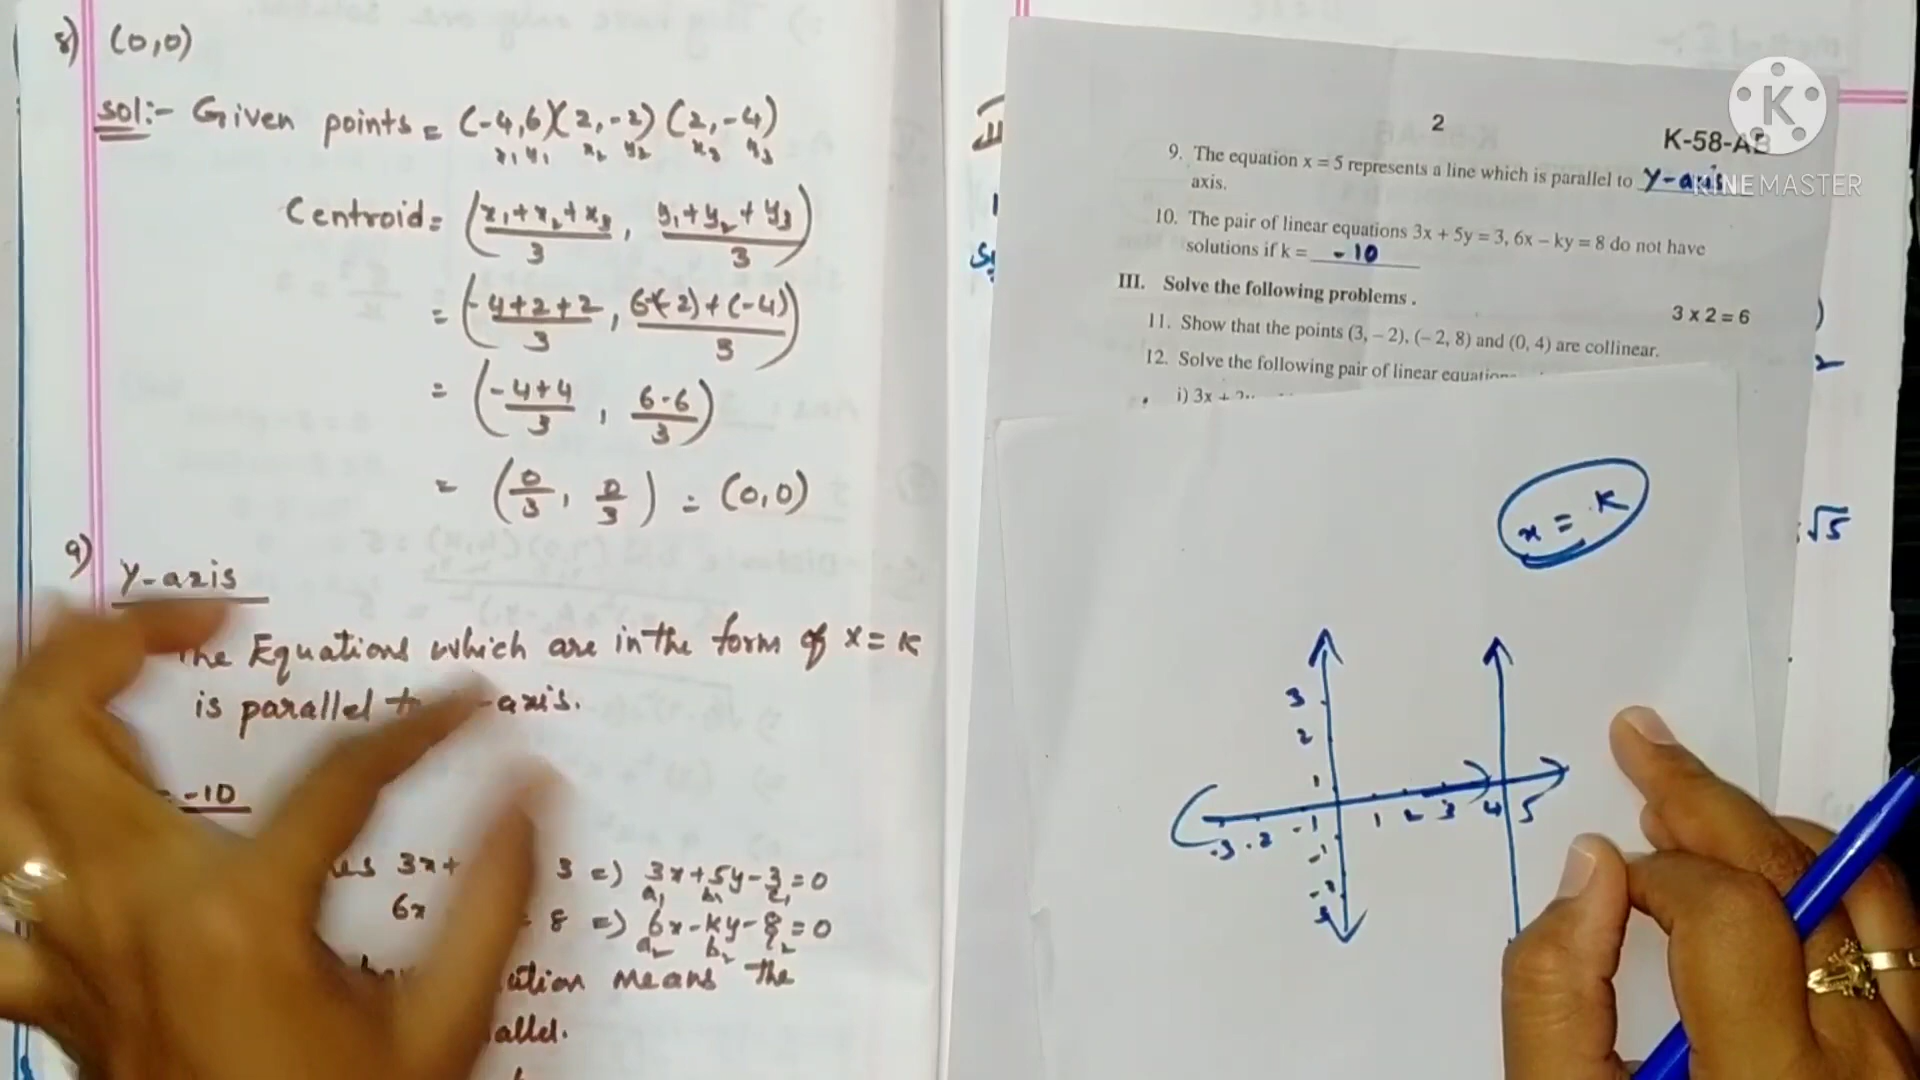 8) (0,0)
sol:- Given points = (-4,6)(2,-2)(2,-4)
x₁ y₁ x₂ y₂ x₃ y₃
Centroid = (x₁+x₂+x₃/3, y₁+y₂+y₃/3)
= (-4+2+2/3, 6+(-2)+(-4)/3)
= (-4+4/3, 6-6/3)
= (0/3, 0/3) = (0,0)
9) Y-axis
The Equations which are in the form of x=k
is parallel to -axis.
= -10
3x+ 3 => 3x+5y-3=0
a₁ b₁ c₁
6x = 8 => 6x-ky-8=0
a₂ b₂ c₂
means the
2
K-58-AB
K
KINEMASTER
9. The equation x = 5 represents a line which is parallel to Y-axis
axis.
10. The pair of linear equations 3x + 5y = 3, 6x – ky = 8 do not have
solutions if k = -10
III. Solve the following problems .
3 x 2 = 6
11. Show that the points (3, – 2), (– 2, 8) and (0, 4) are collinear.
12. Solve the following pair of linear equations
i) 3x +
x = K
√5
3
2
1
-3 -2 -1 1 2 3 4 5
-1